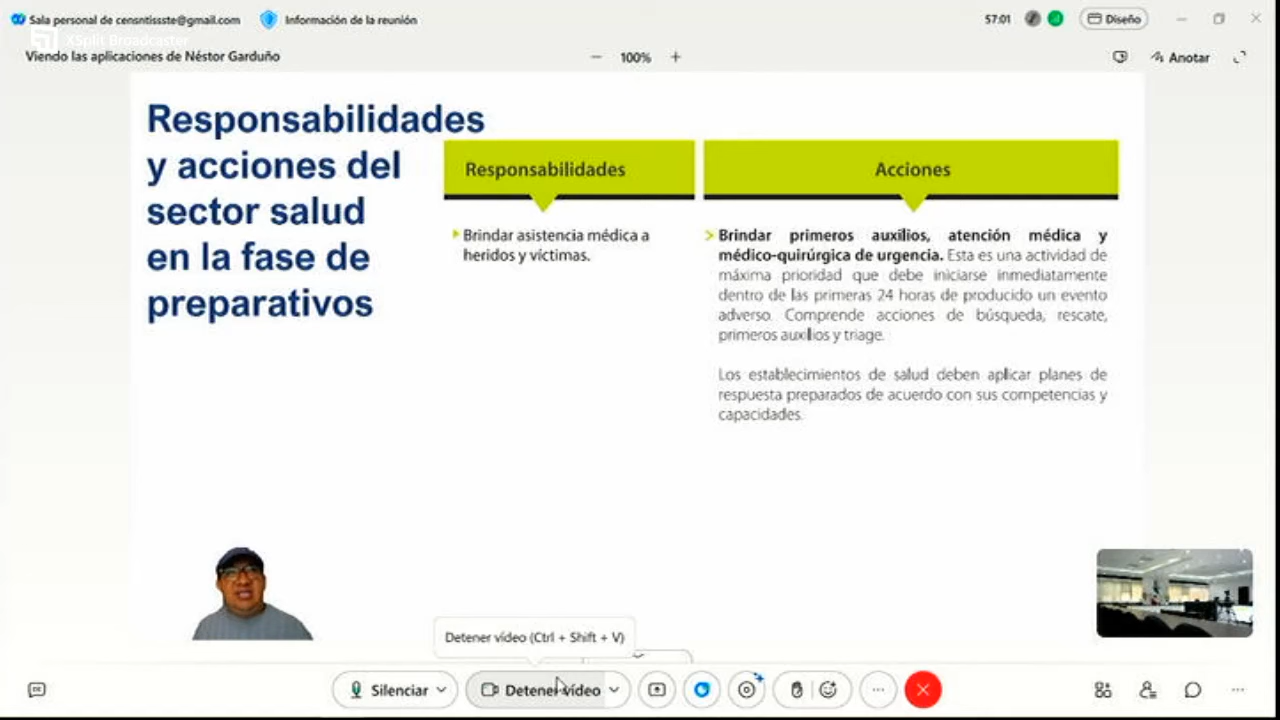 Sala personal de censntissste@gmail.com
Información de la reunión
57:01
Diseño
XSplit Broadcaster
Viendo las aplicaciones de Néstor Garduño
100%
Anotar
Responsabilidades
y acciones del
sector salud
en la fase de
preparativos
Responsabilidades
Brindar asistencia médica a
heridos y víctimas.
Acciones
Brindar primeros auxilios, atención médica y
médico-quirúrgica de urgencia. Esta es una actividad de
máxima prioridad que debe iniciarse inmediatamente
dentro de las primeras 24 horas de producido un evento
adverso. Comprende acciones de búsqueda, rescate,
primeros auxilios y triage.
Los establecimientos de salud deben aplicar planes de
respuesta preparados de acuerdo con sus competencias y
capacidades.
Detener vídeo (Ctrl + Shift + V)
Silenciar
Detener vídeo